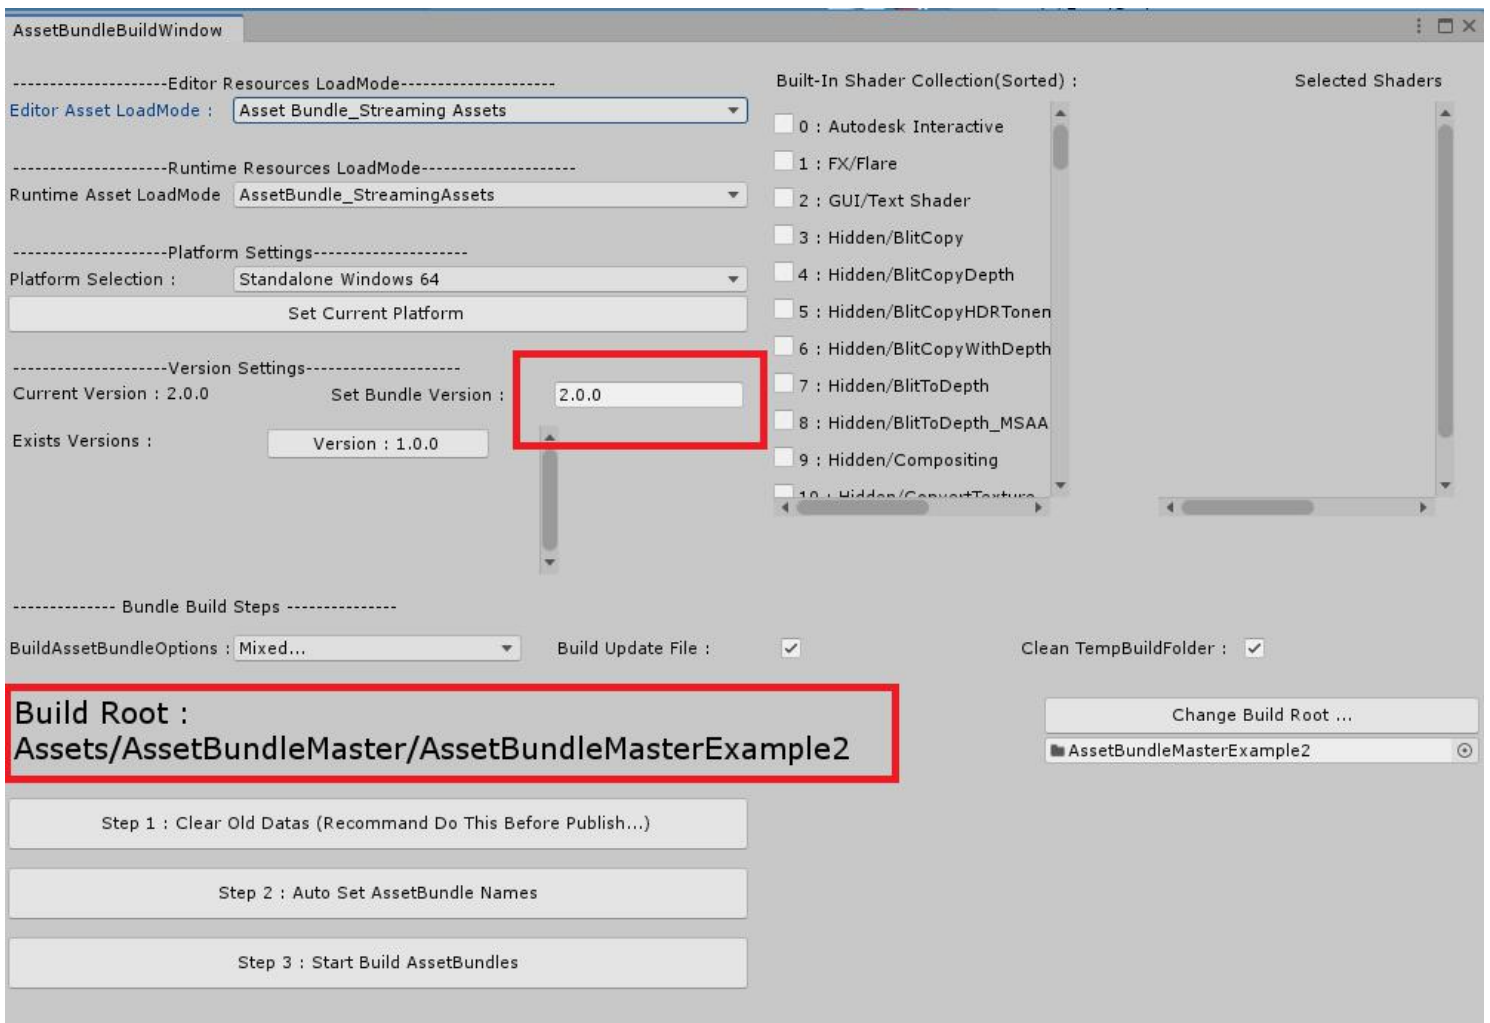 AssetBundleBuildWindow
--------------------Editor Resources LoadMode--------------------
Editor Asset LoadMode : Asset Bundle_Streaming Assets
--------------------Runtime Resources LoadMode--------------------
Runtime Asset LoadMode AssetBundle_StreamingAssets
--------------------Platform Settings--------------------
Platform Selection : Standalone Windows 64
Set Current Platform
--------------------Version Settings--------------------
Current Version : 2.0.0 Set Bundle Version : 2.0.0
Exists Versions : Version : 1.0.0
Built-In Shader Collection(Sorted) : Selected Shaders
0 : Autodesk Interactive
1 : FX/Flare
2 : GUI/Text Shader
3 : Hidden/BlitCopy
4 : Hidden/BlitCopyDepth
5 : Hidden/BlitCopyHDRTonen
6 : Hidden/BlitCopyWithDepth
7 : Hidden/BlitToDepth
8 : Hidden/BlitToDepth_MSAA
9 : Hidden/Compositing
10 : Hidden/ConvertTexture
-------------- Bundle Build Steps ---------------
BuildAssetBundleOptions : Mixed... Build Update File : Clean TempBuildFolder :
Build Root :
Assets/AssetBundleMaster/AssetBundleMasterExample2
Change Build Root ...
AssetBundleMasterExample2
Step 1 : Clear Old Datas (Recommand Do This Before Publish...)
Step 2 : Auto Set AssetBundle Names
Step 3 : Start Build AssetBundles